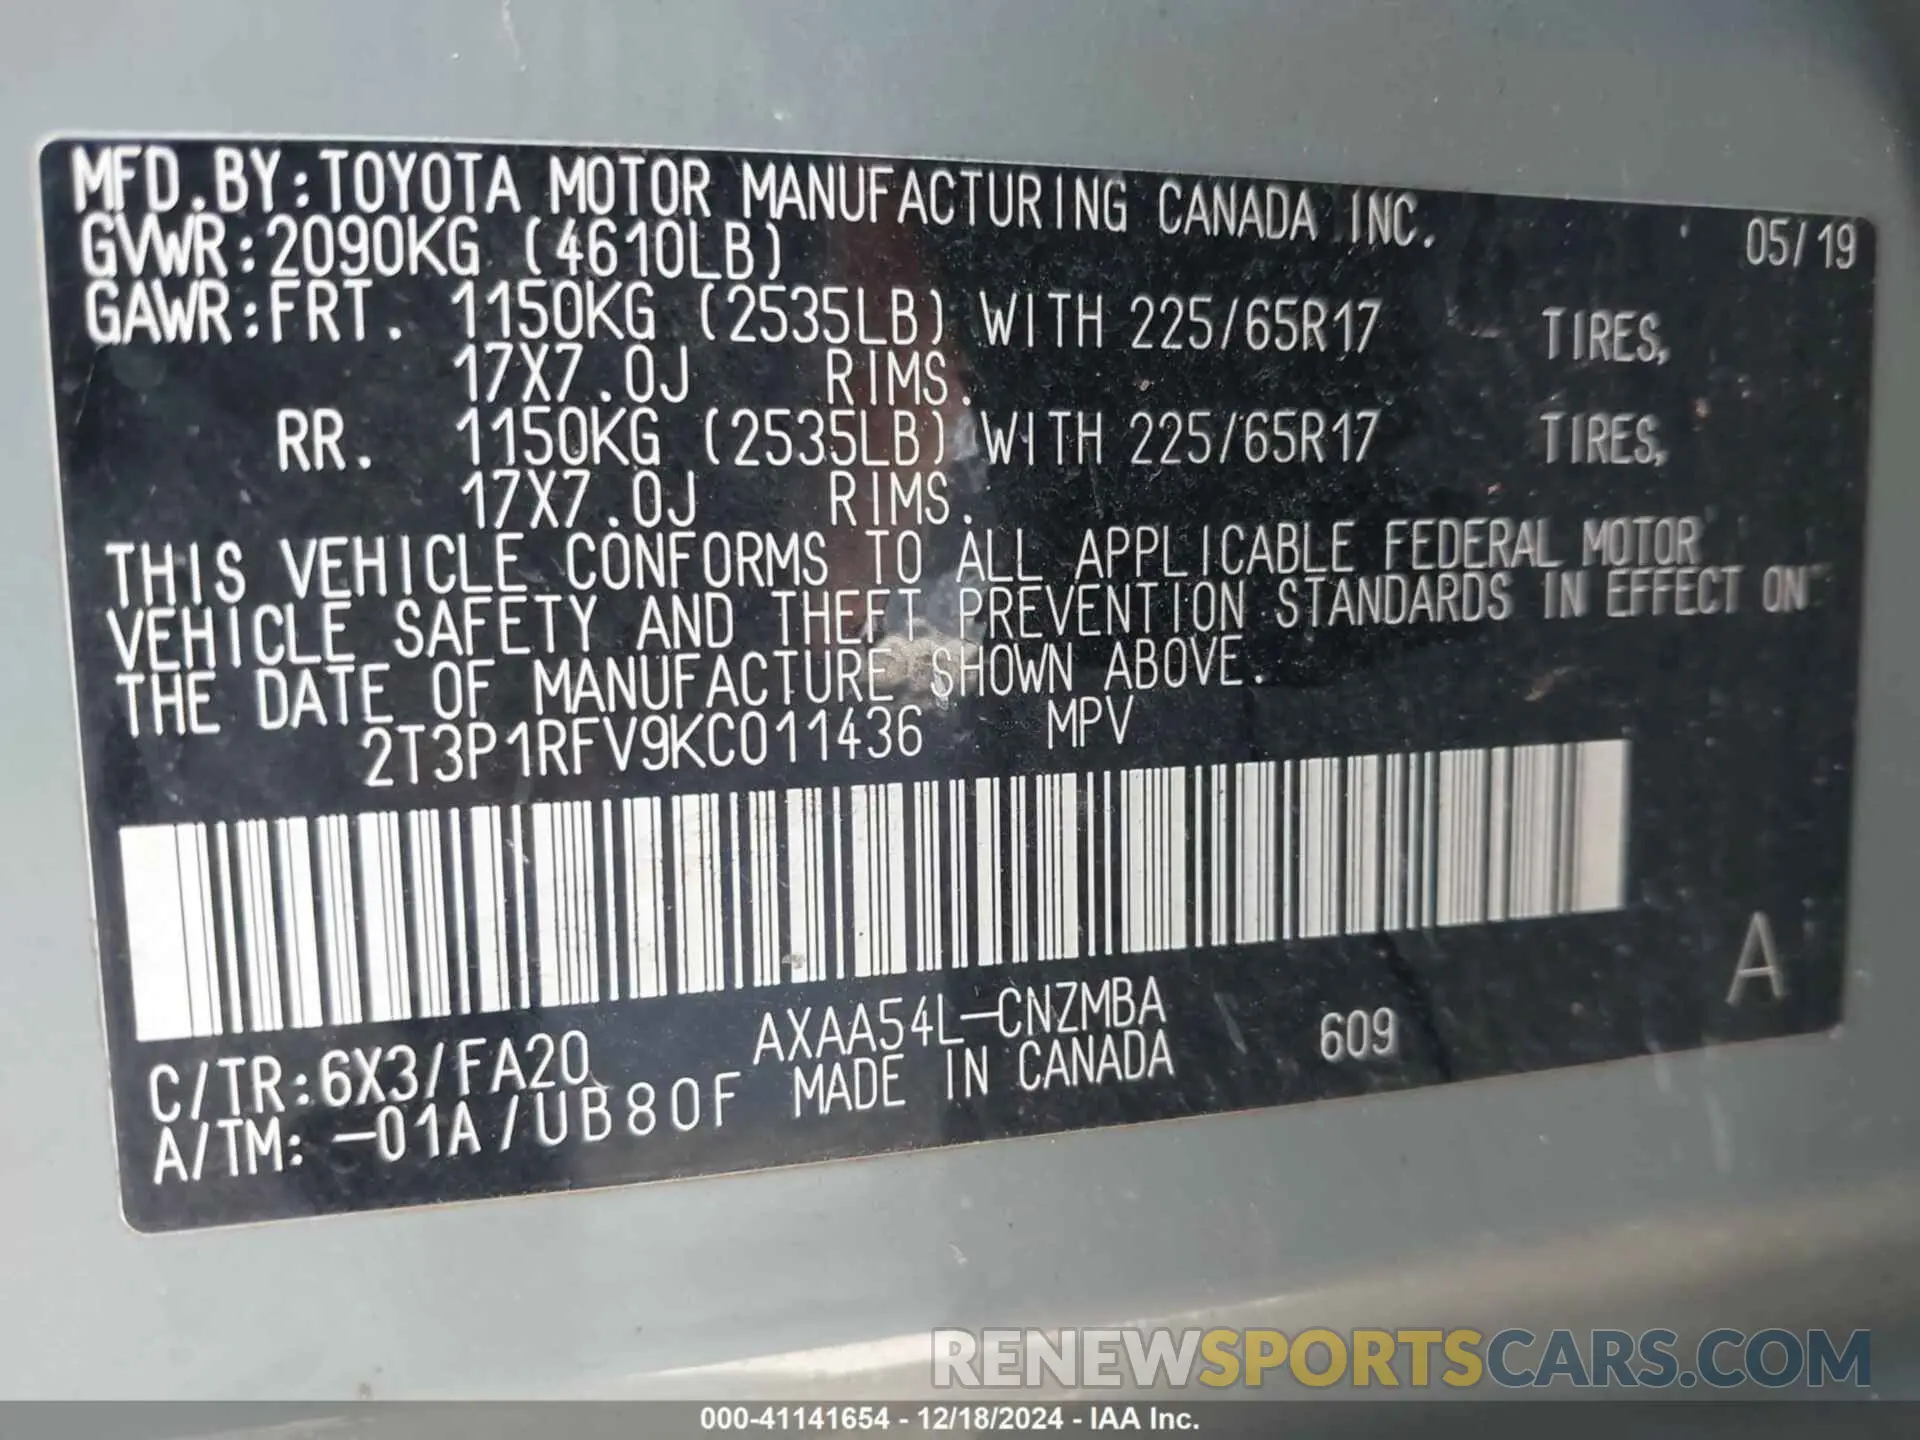 MFD.BY:TOYOTA MOTOR MANUFACTURING CANADA INC. 05/19
GVWR:2090KG (4610LB)
GAWR:FRT. 1150KG (2535LB) WITH 225/65R17 TIRES,
17X7.0J RIMS.
RR. 1150KG (2535LB) WITH 225/65R17 TIRES,
17X7.0J RIMS.
THIS VEHICLE CONFORMS TO ALL APPLICABLE FEDERAL MOTOR
VEHICLE SAFETY AND THEFT PREVENTION STANDARDS IN EFFECT ON
THE DATE OF MANUFACTURE SHOWN ABOVE.
2T3P1RFV9KC011436 MPV
A
C/TR:6X3/FA20 AXAA54L-CNZMBA 609
A/TM:-01A/UB80F MADE IN CANADA
RENEWSPORTSCARS.COM
000-41141654 - 12/18/2024 - IAA Inc.